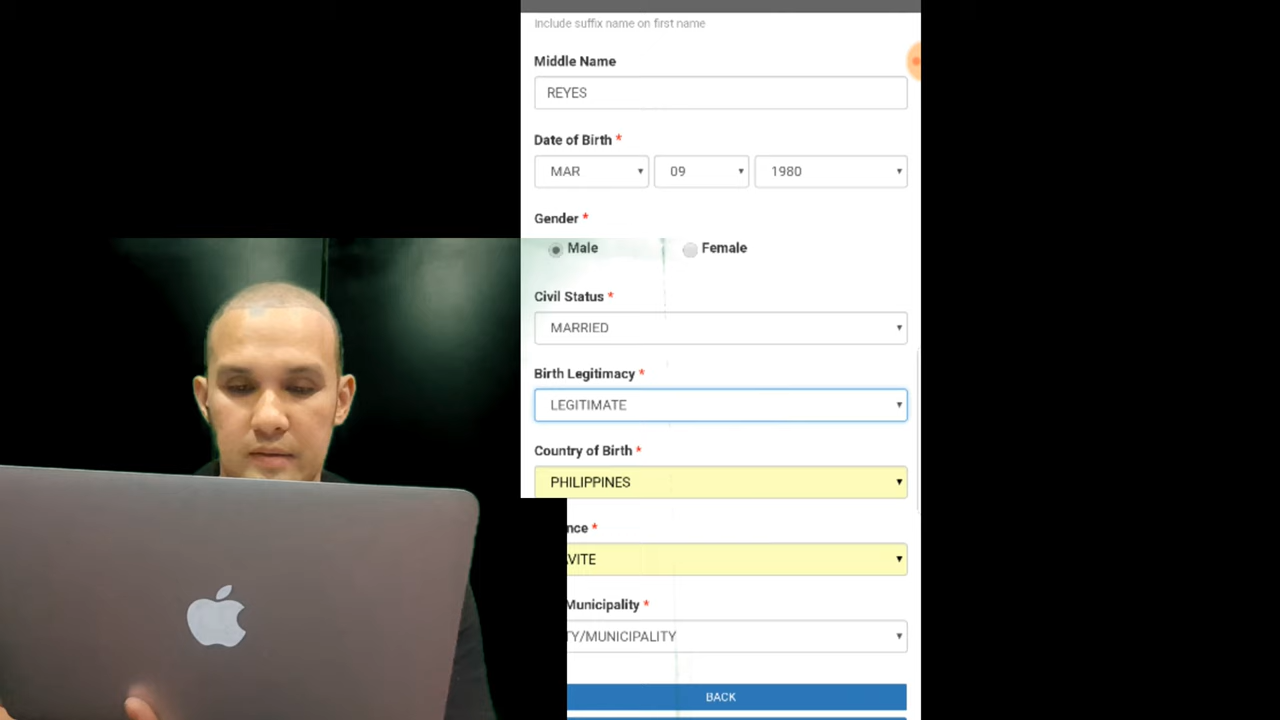 Include suffix name on first name
Middle Name
REYES
Date of Birth *
MAR 09 1980
Gender *
Male Female
Civil Status *
MARRIED
Birth Legitimacy *
LEGITIMATE
Country of Birth *
PHILIPPINES
nce *
VITE
Municipality *
TY/MUNICIPALITY
BACK